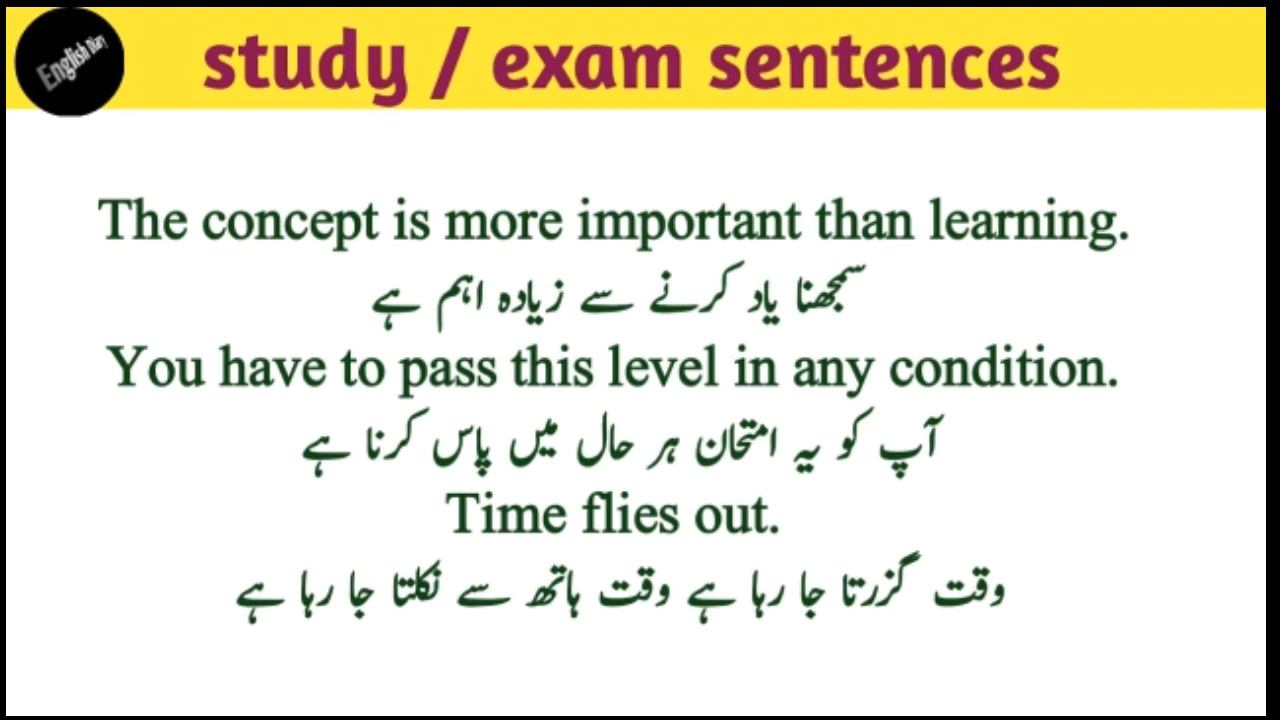 English Diary
study / exam sentences
The concept is more important than learning.
سمجھنا یاد کرنے سے زیادہ اہم ہے
You have to pass this level in any condition.
آپ کو یہ امتحان ہر حال میں پاس کرنا ہے
Time flies out.
وقت گزرتا جا رہا ہے وقت ہاتھ سے نکلتا جا رہا ہے